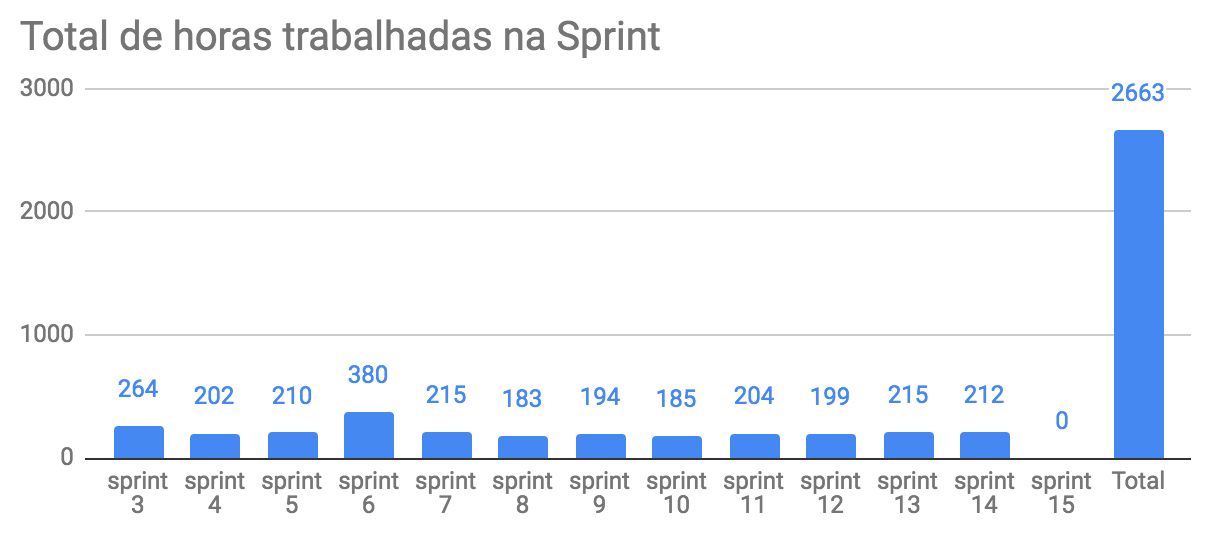 Total de horas trabalhadas na Sprint
3000
2000
1000
0
264
202
210
380
215
183
194
185
204
199
215
212
0
2663
sprint
3
sprint
4
sprint
5
sprint
6
sprint
7
sprint
8
sprint
9
sprint
10
sprint
11
sprint
12
sprint
13
sprint
14
sprint
15
Total